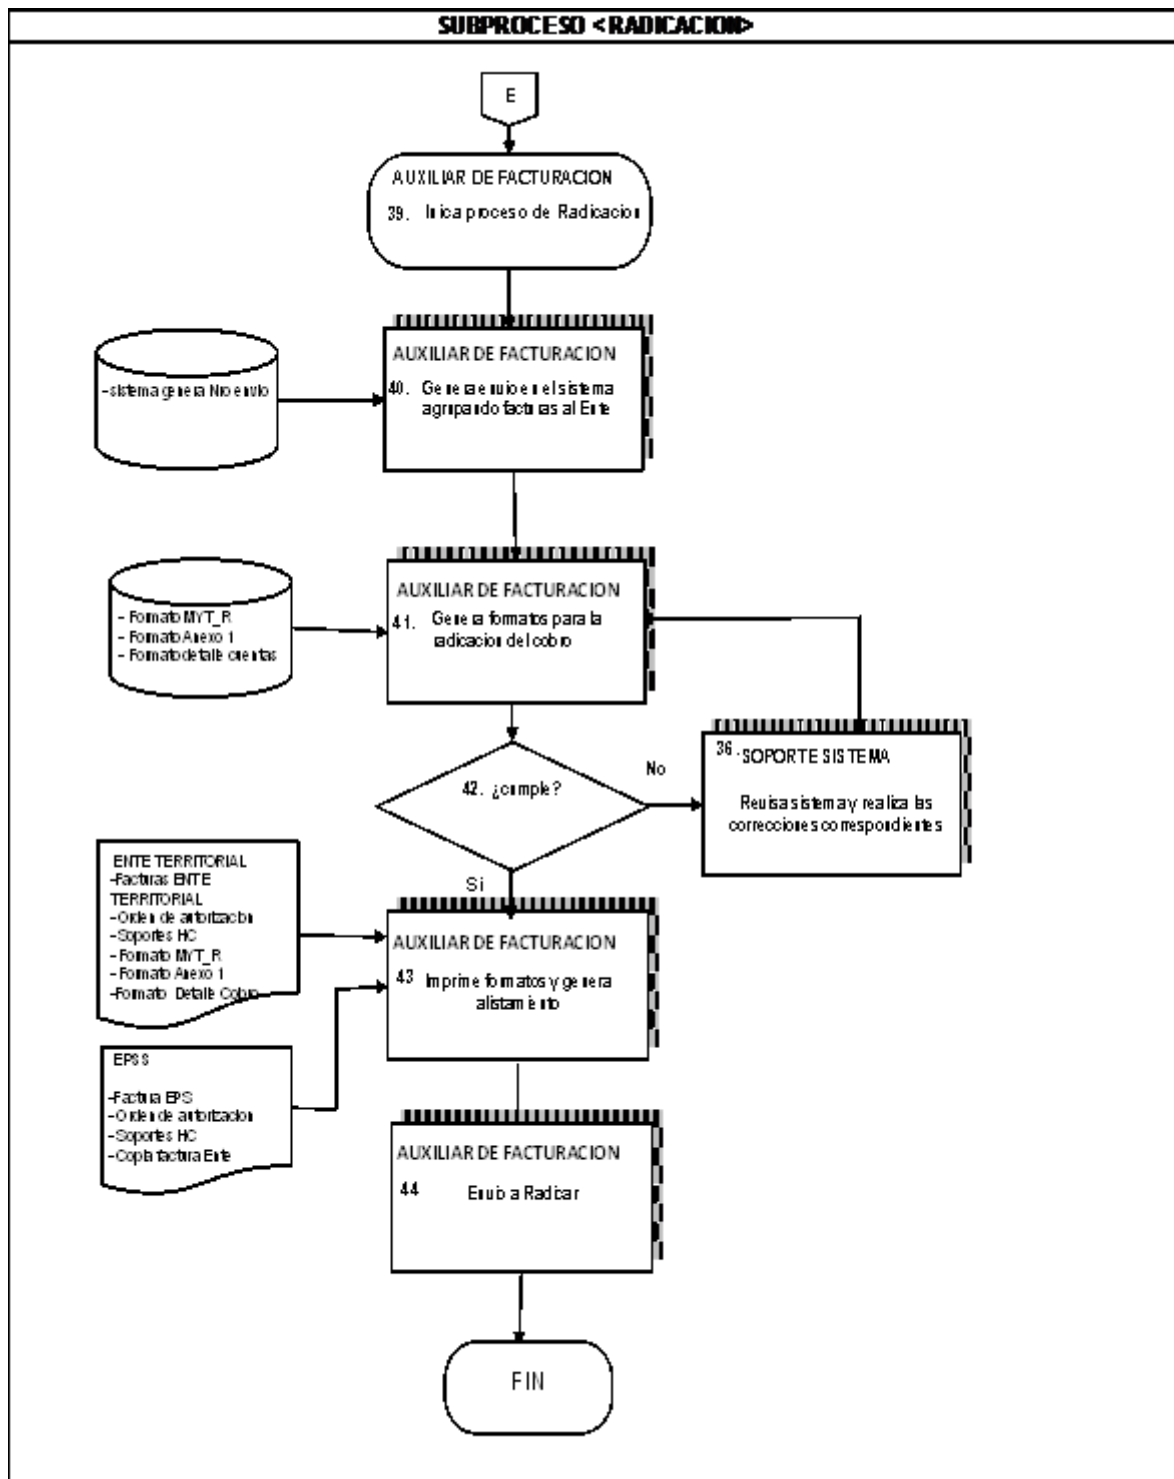 SUBPROCESO <RADICACION>
E
AUXILIAR DE FACTURACION
39. Inica proceso de Radicacion
AUXILIAR DE FACTURACION
40. Genera envio en el sistema
agrupando facturas al Ente
-sistema genera Nro envio
AUXILIAR DE FACTURACION
41. Genera formatos para la
radicacion del cobro
- Formato MYT_R
- Formato Anexo 1
- Formato detalle cuentas
42. ¿cumple?
No
36. SOPORTE SISTEMA
Revisa sistema y realiza las
correcciones correspondientes
Si
ENTE TERRITORIAL
-Facturas ENTE
TERRITORIAL
-Orden de autorización
-Soportes HC
- Formato MYT_R
- Formato Anexo 1
-Formato Detalle Cobro
AUXILIAR DE FACTURACION
43 Imprime formatos y genera
alistamiento
EPSS
-Factura EPS
-Orden de autorizacion
-Soportes HC
-Copia factura Ente
AUXILIAR DE FACTURACION
44 Envio a Radicar
FIN